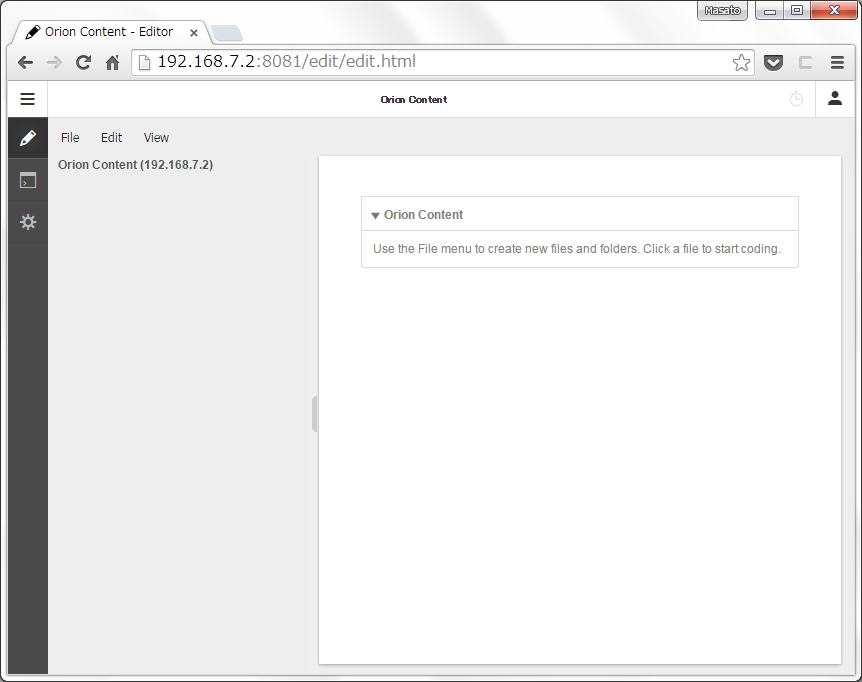 Masato
Orion Content - Editor
192.168.7.2:8081/edit/edit.html
Orion Content
File Edit View
Orion Content (192.168.7.2)
Orion Content
Use the File menu to create new files and folders. Click a file to start coding.